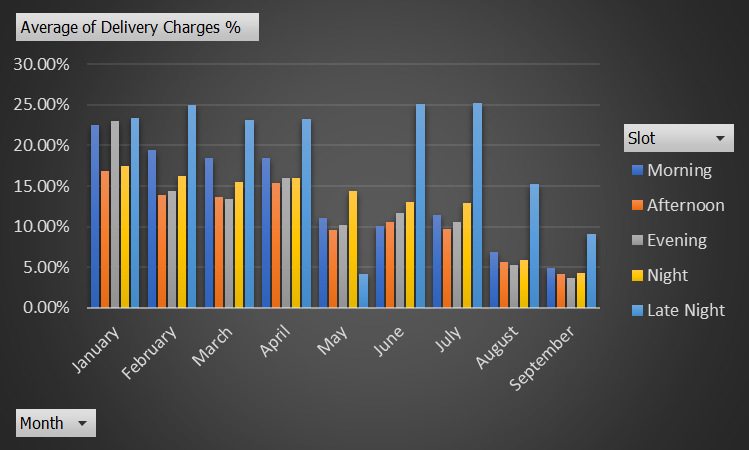 Average of Delivery Charges %
30.00%
25.00%
20.00%
15.00%
10.00%
5.00%
0.00%
January
February
March
April
May
June
July
August
September
Slot
Morning
Afternoon
Evening
Night
Late Night
Month